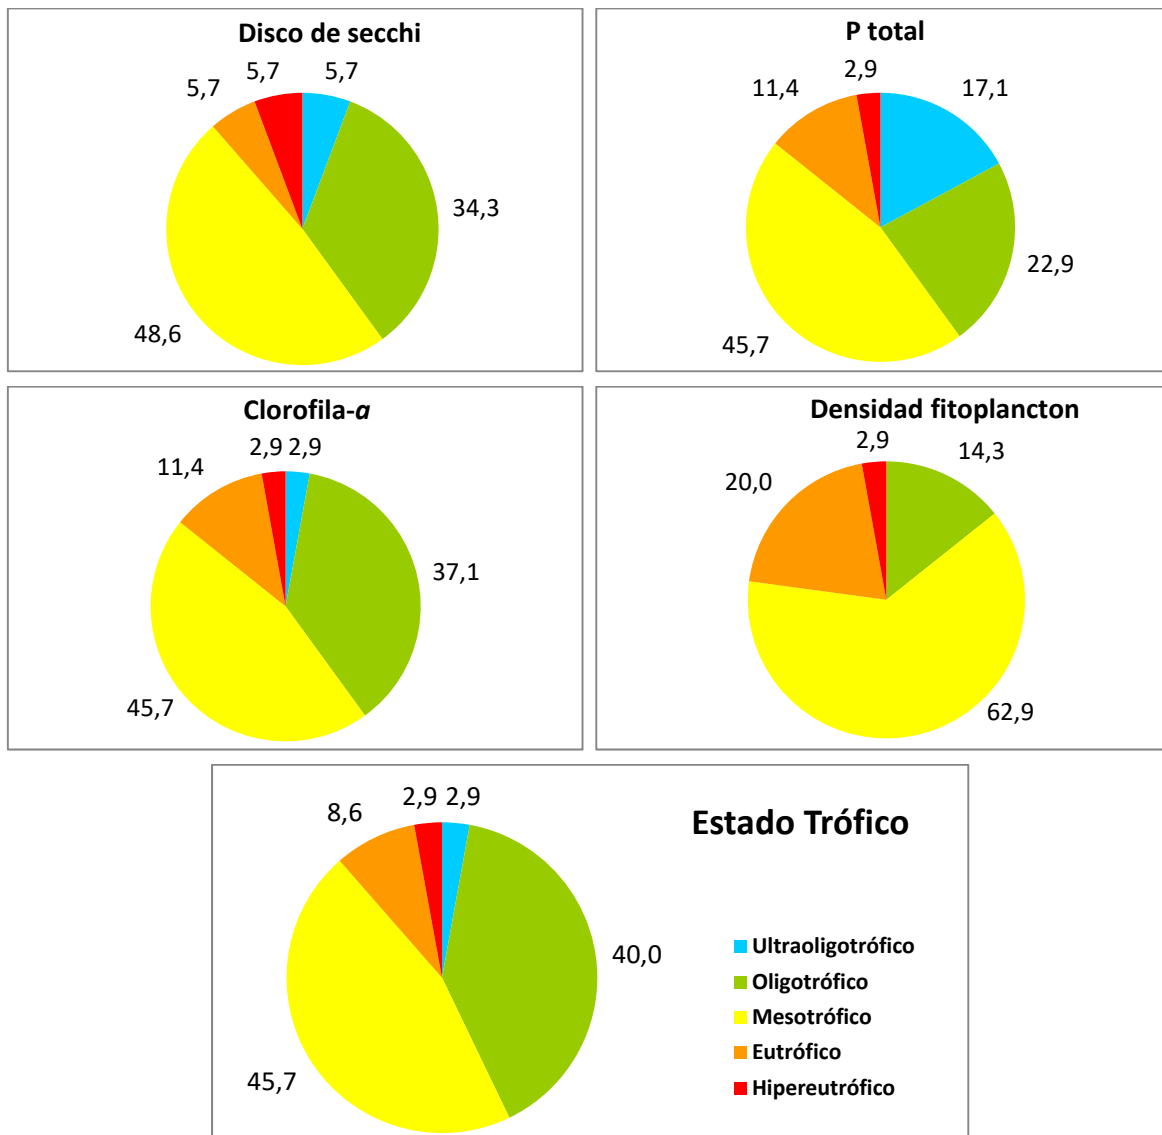 Disco de secchi
5,7
5,7
5,7
34,3
48,6
P total
2,9
11,4
17,1
22,9
45,7
Clorofila-a
2,9
2,9
11,4
37,1
45,7
Densidad fitoplancton
2,9
14,3
20,0
62,9
Estado Trófico
2,9
2,9
8,6
40,0
45,7
Ultraoligotrófico
Oligotrófico
Mesotrófico
Eutrófico
Hipereutrófico